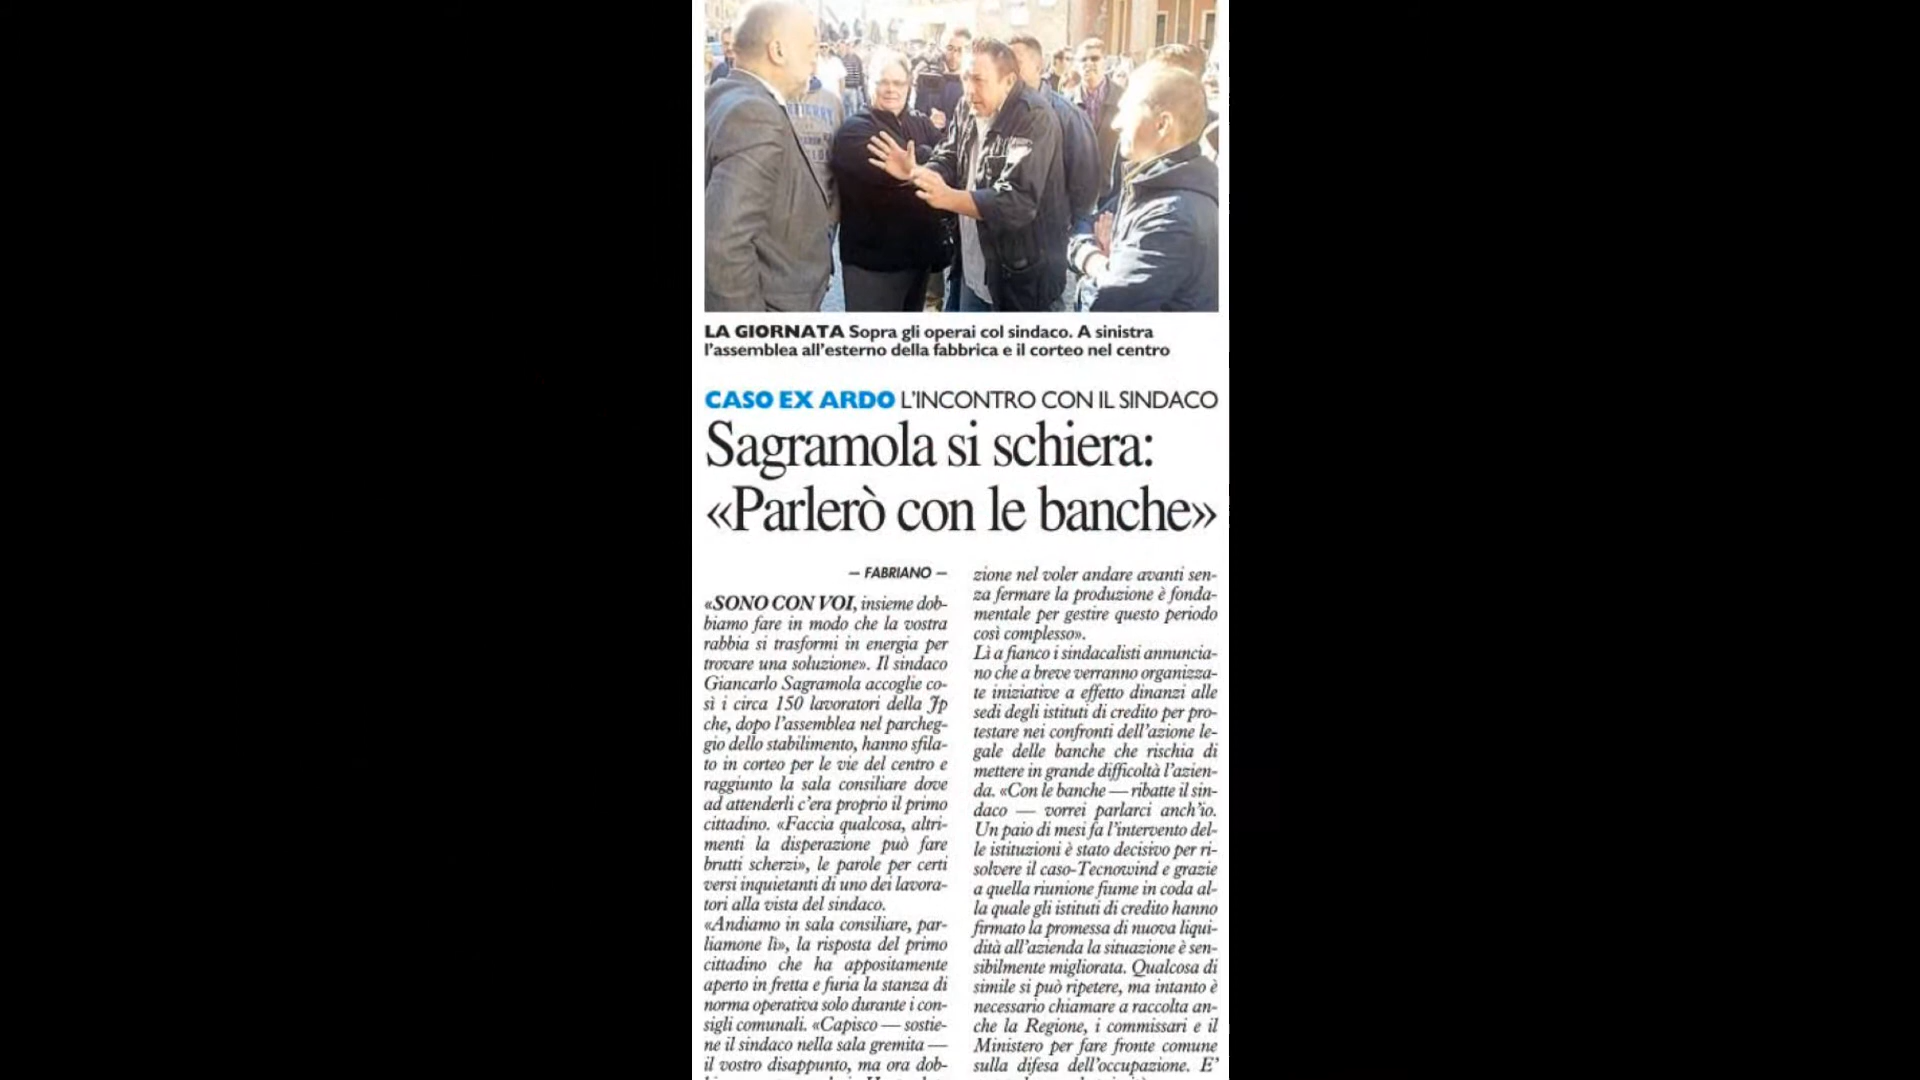 LA GIORNATA Sopra gli operai col sindaco. A sinistra
l'assemblea all'esterno della fabbrica e il corteo nel centro
CASO EX ARDO L'INCONTRO CON IL SINDACO
Sagramola si schiera:
«Parlerò con le banche»
— FABRIANO —
«SONO CON VOI, insieme dob-
biamo fare in modo che la vostra
rabbia si trasformi in energia per
trovare una soluzione». Il sindaco
Giancarlo Sagramola accoglie co-
sì i circa 150 lavoratori della Jp
che, dopo l'assemblea nel parcheg-
gio dello stabilimento, hanno sfila-
to in corteo per le vie del centro e
raggiunto la sala consiliare dove
ad attenderli c'era proprio il primo
cittadino. «Faccia qualcosa, altri-
menti la disperazione può fare
brutti scherzi», le parole per certi
versi inquietanti di uno dei lavora-
tori alla vista del sindaco.
«Andiamo in sala consiliare, par-
liamone lì», la risposta del primo
cittadino che ha appositamente
aperto in fretta e furia la stanza di
norma operativa solo durante i con-
sigli comunali. «Capisco — sostie-
ne il sindaco nella sala gremita —
il vostro disappunto, ma ora dob-
zione nel voler andare avanti sen-
za fermare la produzione è fonda-
mentale per gestire questo periodo
così complesso».
Lì a fianco i sindacalisti annuncia-
no che a breve verranno organizza-
te iniziative a effetto dinanzi alle
sedi degli istituti di credito per pro-
testare nei confronti dell'azione le-
gale delle banche che rischia di
mettere in grande difficoltà l'azien-
da. «Con le banche — ribatte il sin-
daco — vorrei parlarci anch'io.
Un paio di mesi fa l'intervento del-
le istituzioni è stato decisivo per ri-
solvere il caso-Tecnowind e grazie
a quella riunione fiume in coda al-
la quale gli istituti di credito hanno
firmato la promessa di nuova liqui-
dità all'azienda la situazione è sen-
sibilmente migliorata. Qualcosa di
simile si può ripetere, ma intanto è
necessario chiamare a raccolta an-
che la Regione, i commissari e il
Ministero per fare fronte comune
sulla difesa dell'occupazione. E'